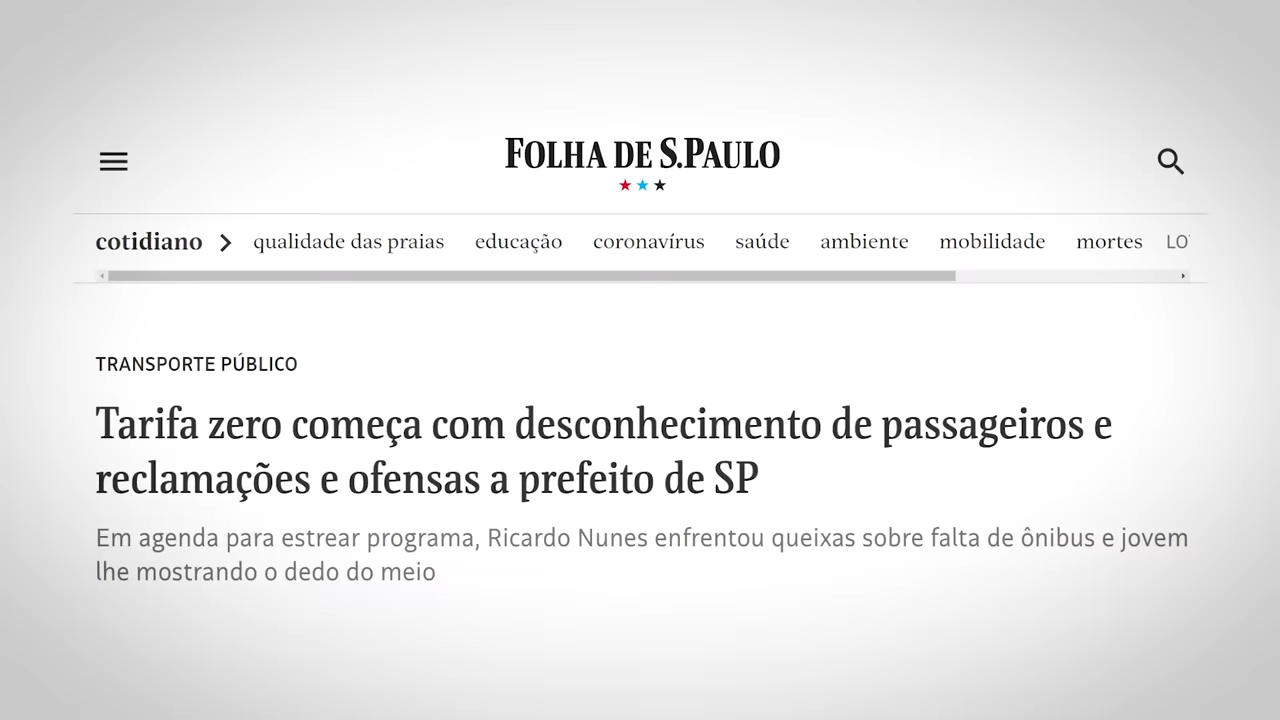 FOLHA DE S.PAULO
cotidiano qualidade das praias educação coronavírus saúde ambiente mobilidade mortes LO
TRANSPORTE PÚBLICO
Tarifa zero começa com desconhecimento de passageiros e
reclamações e ofensas a prefeito de SP
Em agenda para estrear programa, Ricardo Nunes enfrentou queixas sobre falta de ônibus e jovem
lhe mostrando o dedo do meio